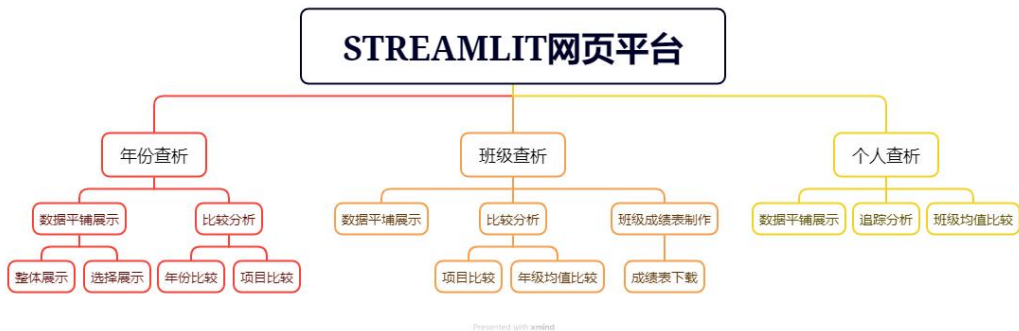 STREAMLIT网页平台
年份查析
班级查析
个人查析
数据平铺展示
比较分析
数据平埔展示
比较分析
班级成绩表制作
数据平铺展示
追踪分析
班级均值比较
整体展示
选择展示
年份比较
项目比较
项目比较
年级均值比较
成绩表下载
Presented with xmind